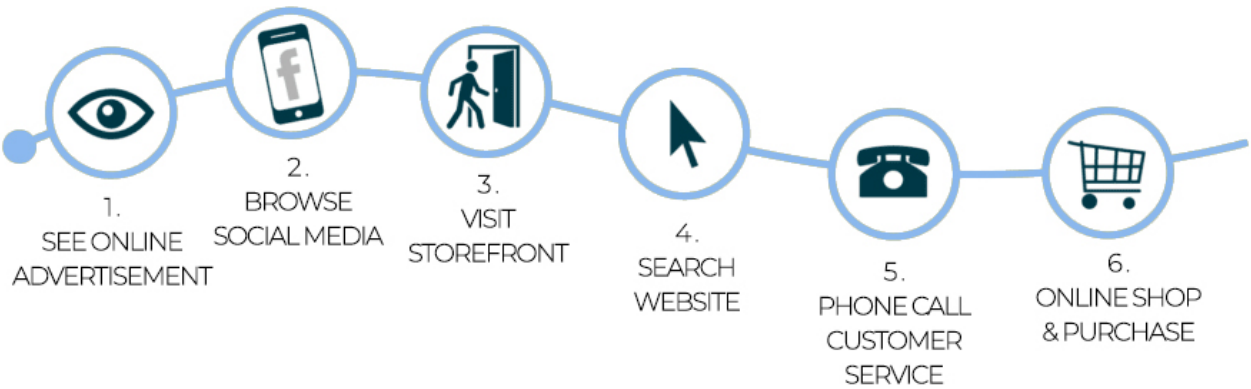 1.
SEE ONLINE
ADVERTISEMENT
2.
BROWSE
SOCIAL MEDIA
3.
VISIT
STOREFRONT
4.
SEARCH
WEBSITE
5.
PHONE CALL
CUSTOMER
SERVICE
6.
ONLINE SHOP
& PURCHASE
f